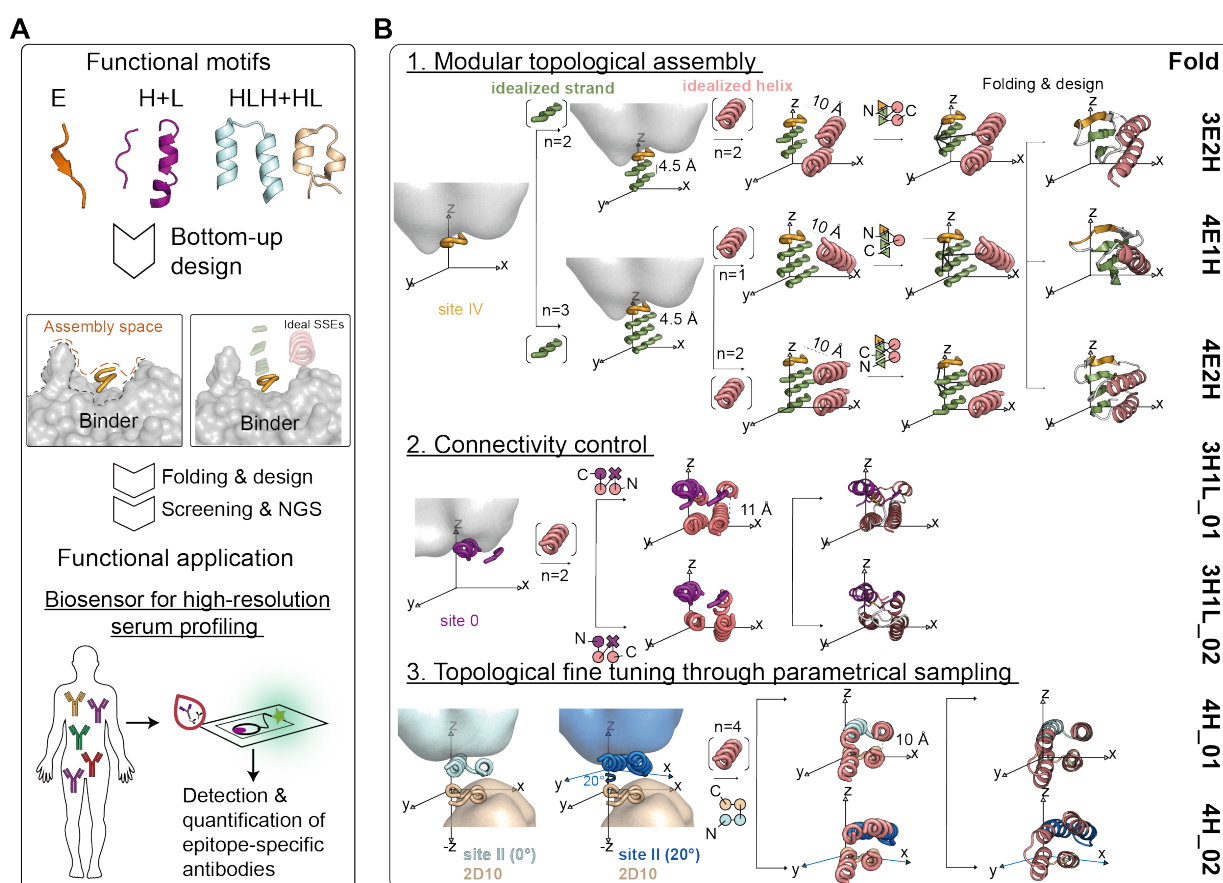 A
Functional motifs
E
H+L
HLH+HL
Bottom-up
design
Assembly space
Binder
Ideal SSEs
Binder
Folding & design
Screening & NGS
Functional application
Biosensor for high-resolution
serum profiling
Detection &
quantification of
epitope-specific
antibodies
B
1. Modular topological assembly
Fold
idealized strand
idealized helix
Folding & design
n=2
z
4.5 Å
x
y
n=2
z
10 Å
x
y
N
C
z
x
y
z
x
y
3E2H
z
x
y
site IV
n=3
z
4.5 Å
x
y
n=1
z
10 Å
x
y
N
C
z
x
y
z
x
y
4E1H
n=2
z
10 Å
x
y
C
N
z
x
y
z
x
y
4E2H
2. Connectivity control
z
x
y
site 0
n=2
C
N
z
11 Å
x
y
z
x
y
3H1L_01
N
C
z
x
y
z
x
y
3H1L_02
3. Topological fine tuning through parametrical sampling
z
x
y
-z
site II (0°)
2D10
z
20°
x
y
-z
site II (20°)
2D10
n=4
C
N
z
10 Å
x
y
z
x
y
4H_01
z
x
y
z
x
y
4H_02